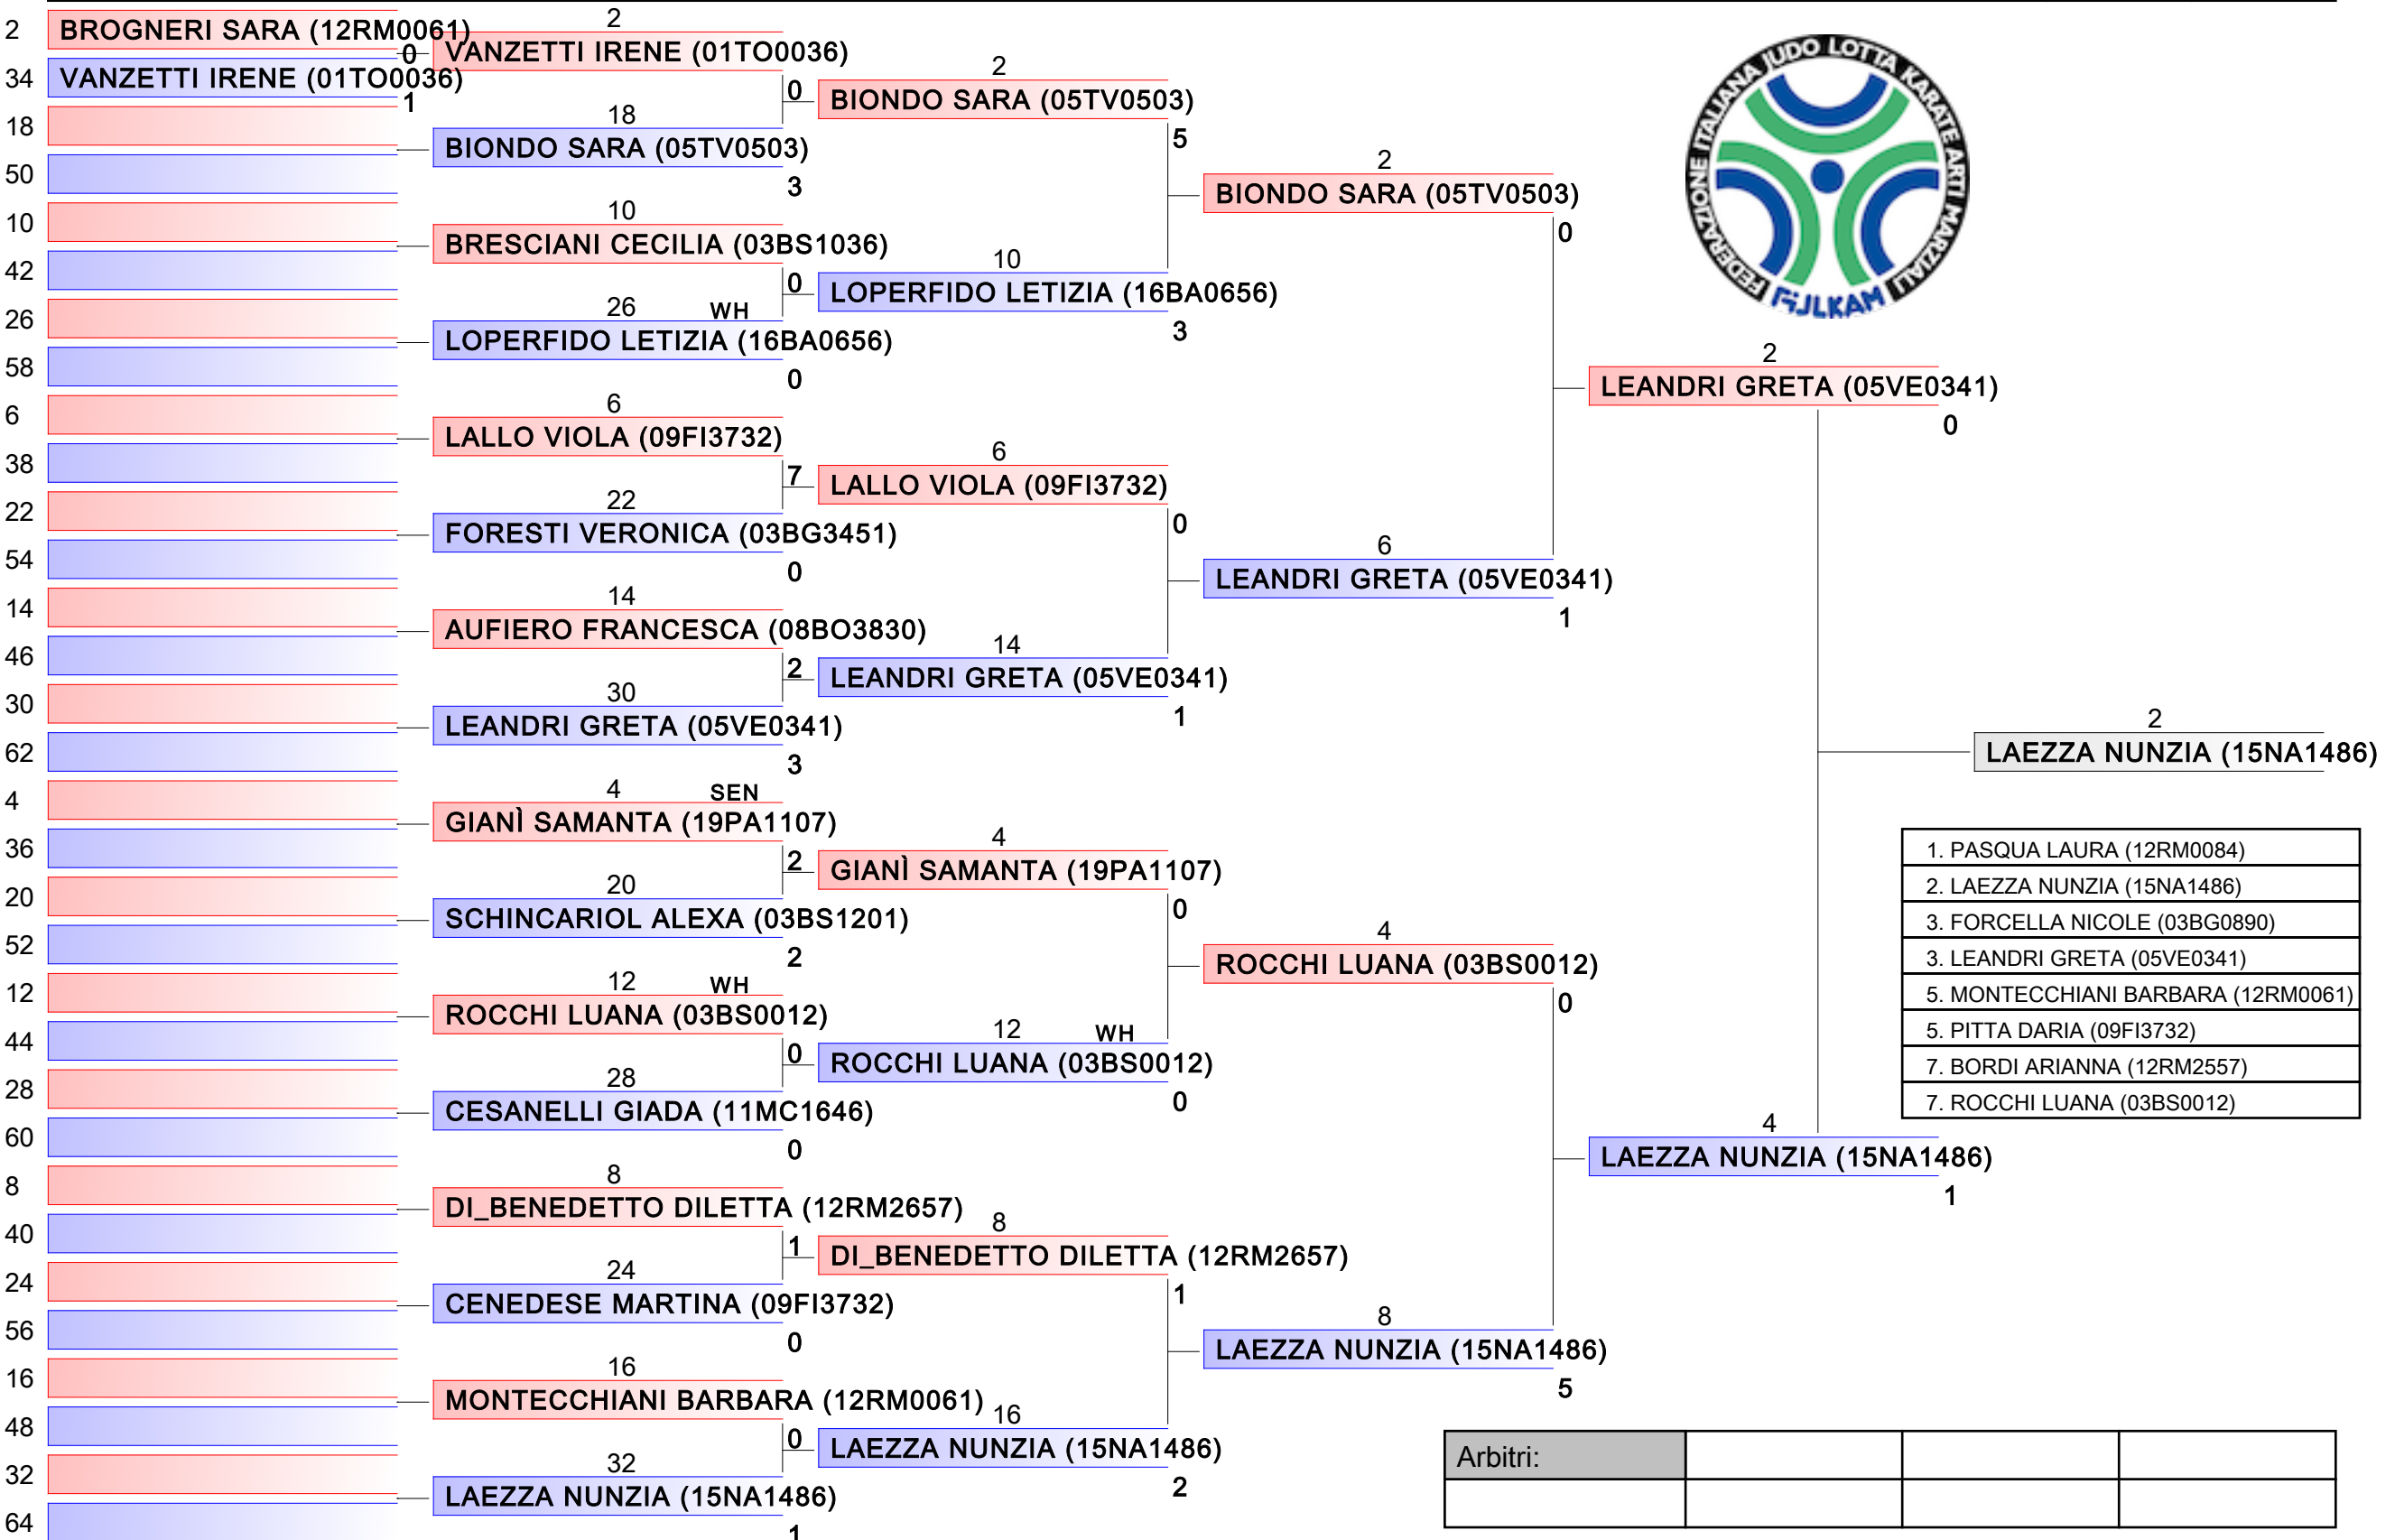 2
BROGNERI SARA (12RM0061)
0
34
VANZETTI IRENE (01TO0036)
1
18
50
10
42
26
58
6
38
22
54
14
46
30
62
4
36
20
52
12
44
28
60
8
40
24
56
16
48
32
64
2
VANZETTI IRENE (01TO0036)
0
18
BIONDO SARA (05TV0503)
3
10
BRESCIANI CECILIA (03BS1036)
0
26 WH
LOPERFIDO LETIZIA (16BA0656)
0
6
LALLO VIOLA (09FI3732)
7
22
FORESTI VERONICA (03BG3451)
0
14
AUFIERO FRANCESCA (08BO3830)
2
30
LEANDRI GRETA (05VE0341)
3
4 SEN
GIANÌ SAMANTA (19PA1107)
2
20
SCHINCARIOL ALEXA (03BS1201)
2
12 WH
ROCCHI LUANA (03BS0012)
0
28
CESANELLI GIADA (11MC1646)
0
8
DI_BENEDETTO DILETTA (12RM2657)
1
24
CENEDESE MARTINA (09FI3732)
0
16
MONTECCHIANI BARBARA (12RM0061)
0
32
LAEZZA NUNZIA (15NA1486)
1
2
BIONDO SARA (05TV0503)
5
10
LOPERFIDO LETIZIA (16BA0656)
3
6
LALLO VIOLA (09FI3732)
0
14
LEANDRI GRETA (05VE0341)
1
4
GIANÌ SAMANTA (19PA1107)
0
12 WH
ROCCHI LUANA (03BS0012)
0
8
DI_BENEDETTO DILETTA (12RM2657)
1
16
LAEZZA NUNZIA (15NA1486)
2
2
BIONDO SARA (05TV0503)
0
6
LEANDRI GRETA (05VE0341)
1
4
ROCCHI LUANA (03BS0012)
0
8
LAEZZA NUNZIA (15NA1486)
5
2
LEANDRI GRETA (05VE0341)
0
4
LAEZZA NUNZIA (15NA1486)
1
2
LAEZZA NUNZIA (15NA1486)
FEDERAZIONE ITALIANA JUDO LOTTA KARATE ARTI MARZIALI
FIJLKAM
1. PASQUA LAURA (12RM0084)
2. LAEZZA NUNZIA (15NA1486)
3. FORCELLA NICOLE (03BG0890)
3. LEANDRI GRETA (05VE0341)
5. MONTECCHIANI BARBARA (12RM0061)
5. PITTA DARIA (09FI3732)
7. BORDI ARIANNA (12RM2557)
7. ROCCHI LUANA (03BS0012)
Arbitri: